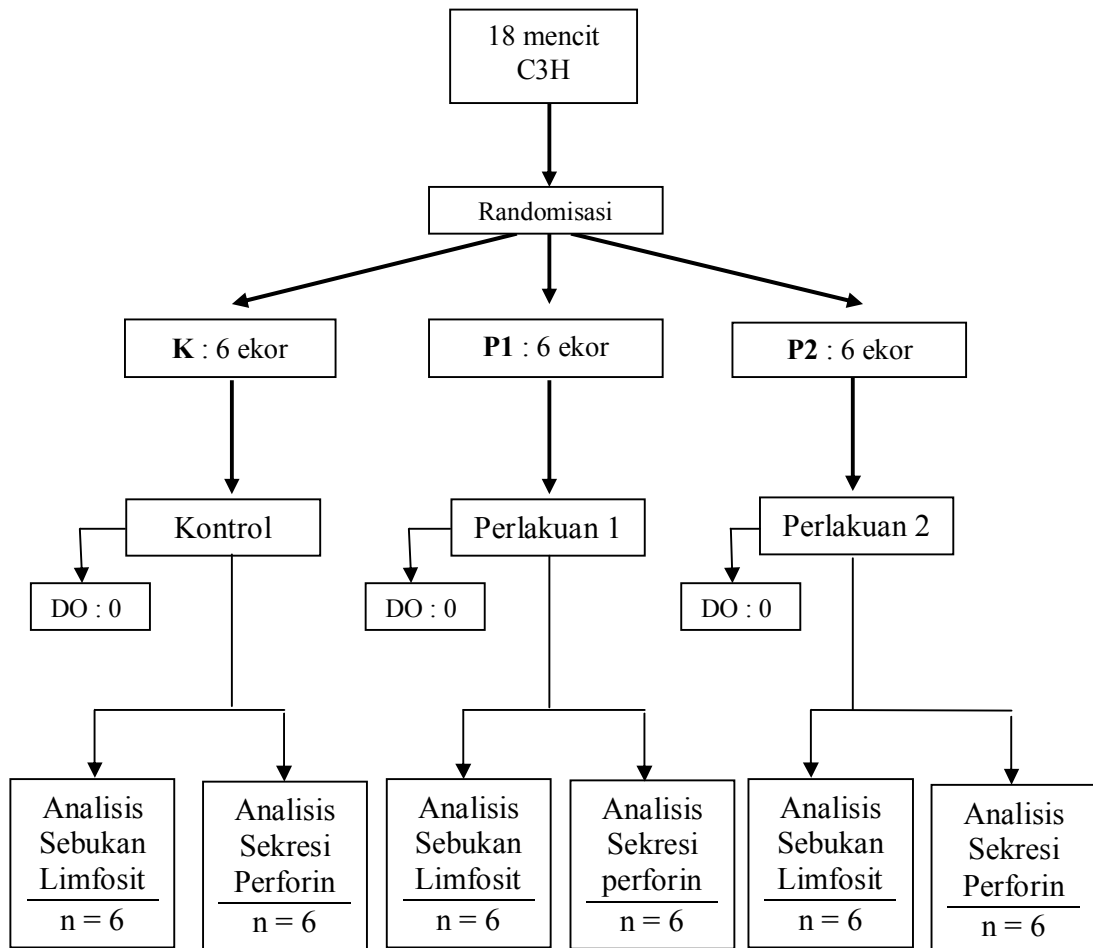 18 mencit
C3H
Randomisasi
K : 6 ekor
P1 : 6 ekor
P2 : 6 ekor
Kontrol
Perlakuan 1
Perlakuan 2
DO : 0
DO : 0
DO : 0
Analisis
Sebukan
Limfosit
n = 6
Analisis
Sekresi
Perforin
n = 6
Analisis
Sebukan
Limfosit
n = 6
Analisis
Sekresi
perforin
n = 6
Analisis
Sebukan
Limfosit
n = 6
Analisis
Sekresi
Perforin
n = 6